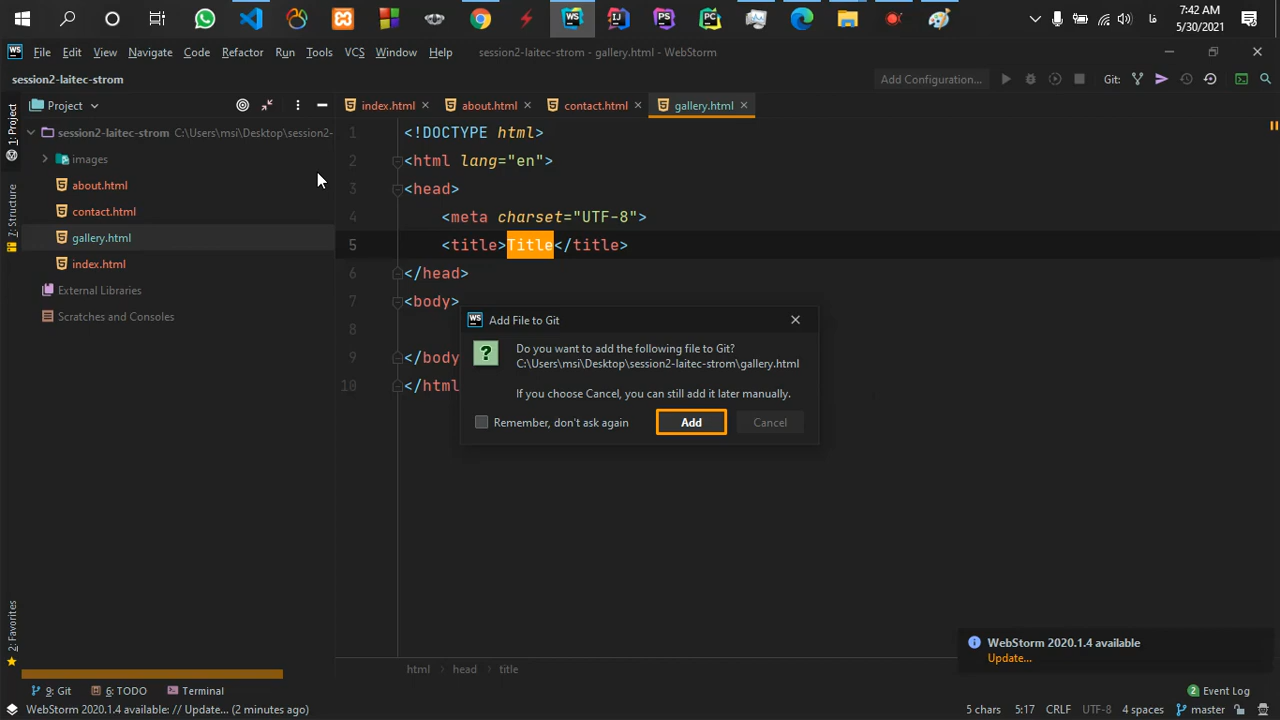 7:42 AM
فا
5/30/2021
File Edit View Navigate Code Refactor Run Tools VCS Window Help session2-laitec-strom - gallery.html - WebStorm
session2-laitec-strom Add Configuration... Git:
Project index.html about.html contact.html gallery.html
session2-laitec-strom C:\Users\msi\Desktop\session2-
images
about.html
contact.html
gallery.html
index.html
External Libraries
Scratches and Consoles
1: Project
7: Structure
2: Favorites
1 <!DOCTYPE html>
2 <html lang="en">
3 <head>
4 <meta charset="UTF-8">
5 <title>Title</title>
6 </head>
7 <body>
8
9 </body
10 </html
Add File to Git
Do you want to add the following file to Git?
C:\Users\msi\Desktop\session2-laitec-strom\gallery.html
If you choose Cancel, you can still add it later manually.
Remember, don't ask again Add Cancel
WebStorm 2020.1.4 available
Update...
html head title
9: Git 6: TODO Terminal 2 Event Log
WebStorm 2020.1.4 available: // Update... (2 minutes ago) 5 chars 5:17 CRLF UTF-8 4 spaces master